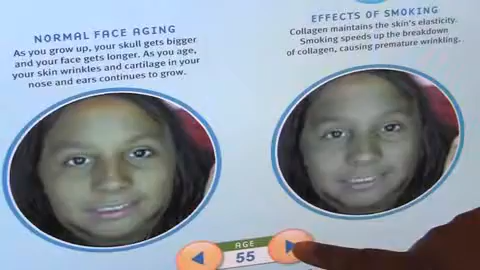 NORMAL FACE AGING
As you grow up, your skull gets bigger
and your face gets longer. As you age,
your skin wrinkles and cartilage in your
nose and ears continues to grow.
EFFECTS OF SMOKING
Collagen maintains the skin's elasticity.
Smoking speeds up the breakdown
of collagen, causing premature wrinkling.
AGE
55